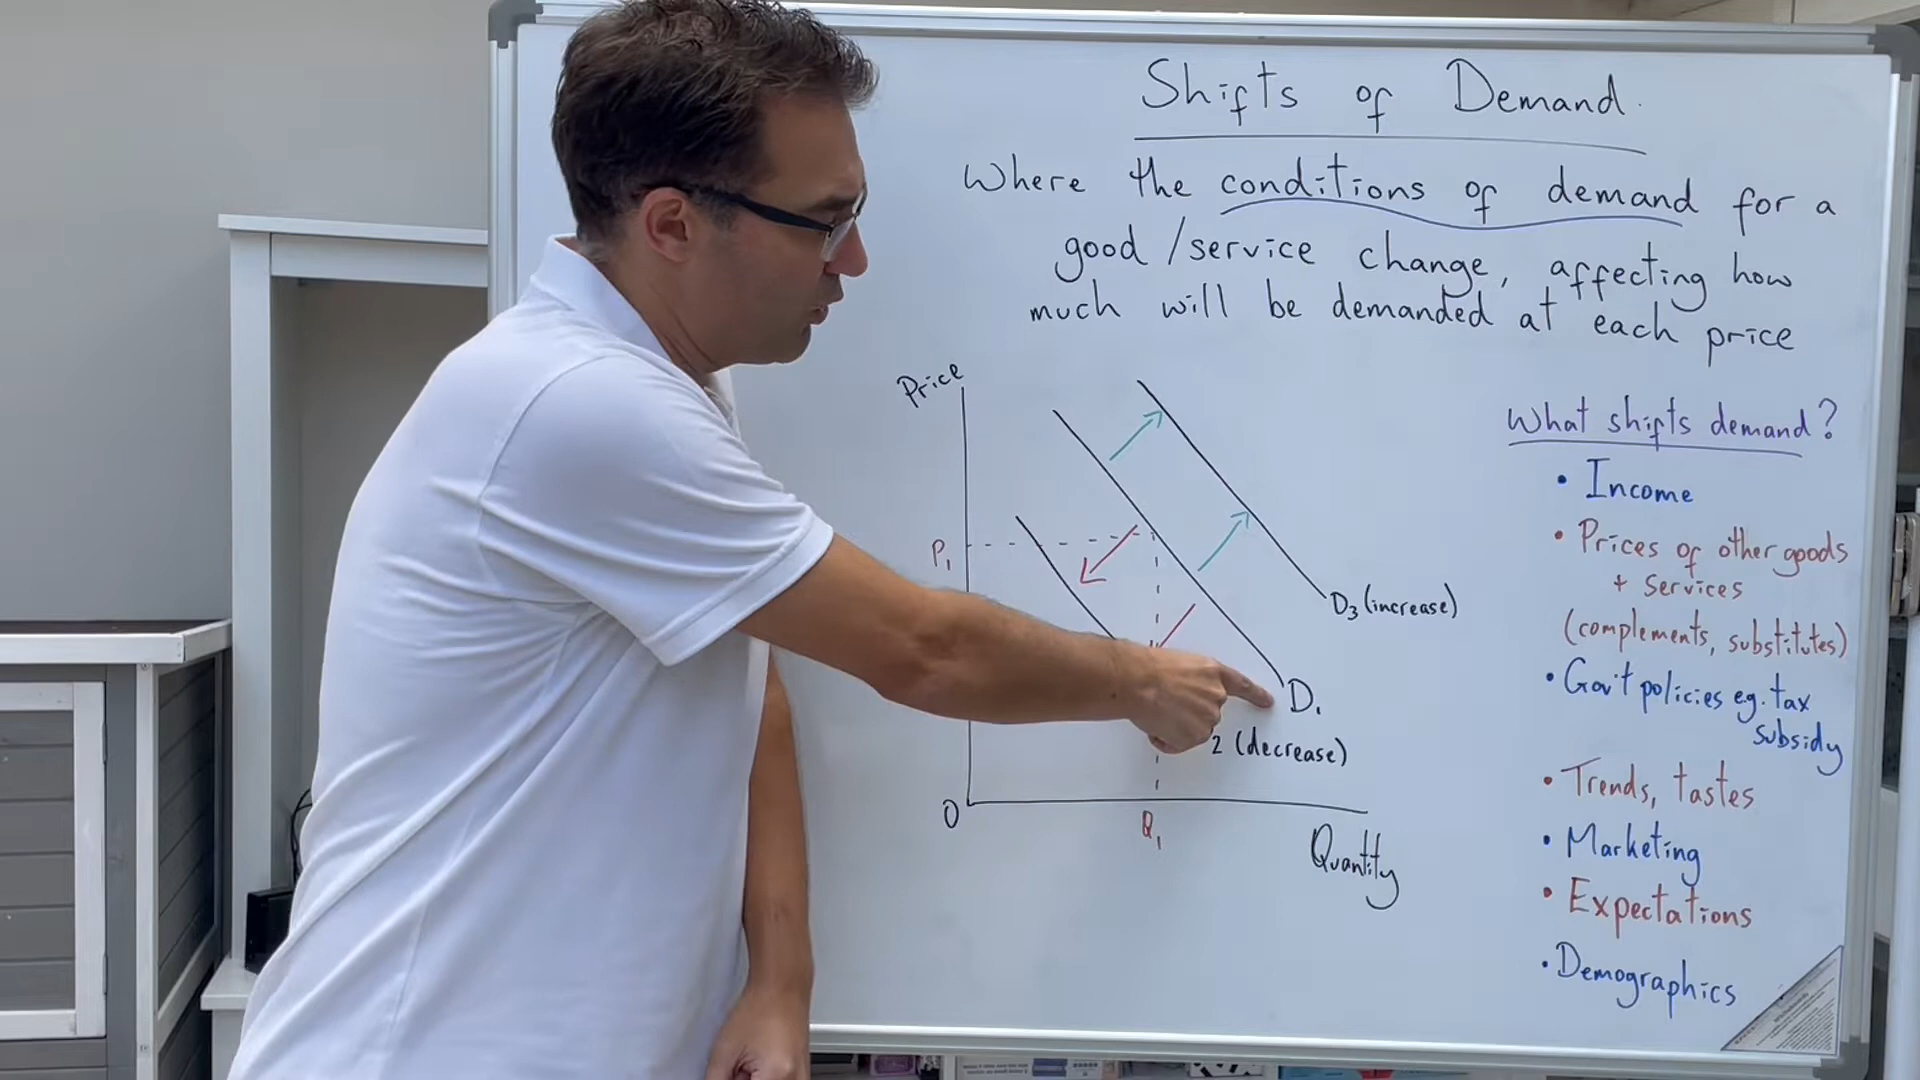 Shifts of Demand.
Where the conditions of demand for a
good/service change, affecting how
much will be demanded at each price
Price
P1
D3 (increase)
D1
2 (decrease)
0
Q1
Quantity
What shifts demand?
• Income
• Prices of other goods
+ services
(complements, substitutes)
• Gov't policies e.g. tax
subsidy
• Trends, tastes
• Marketing
• Expectations
• Demographics